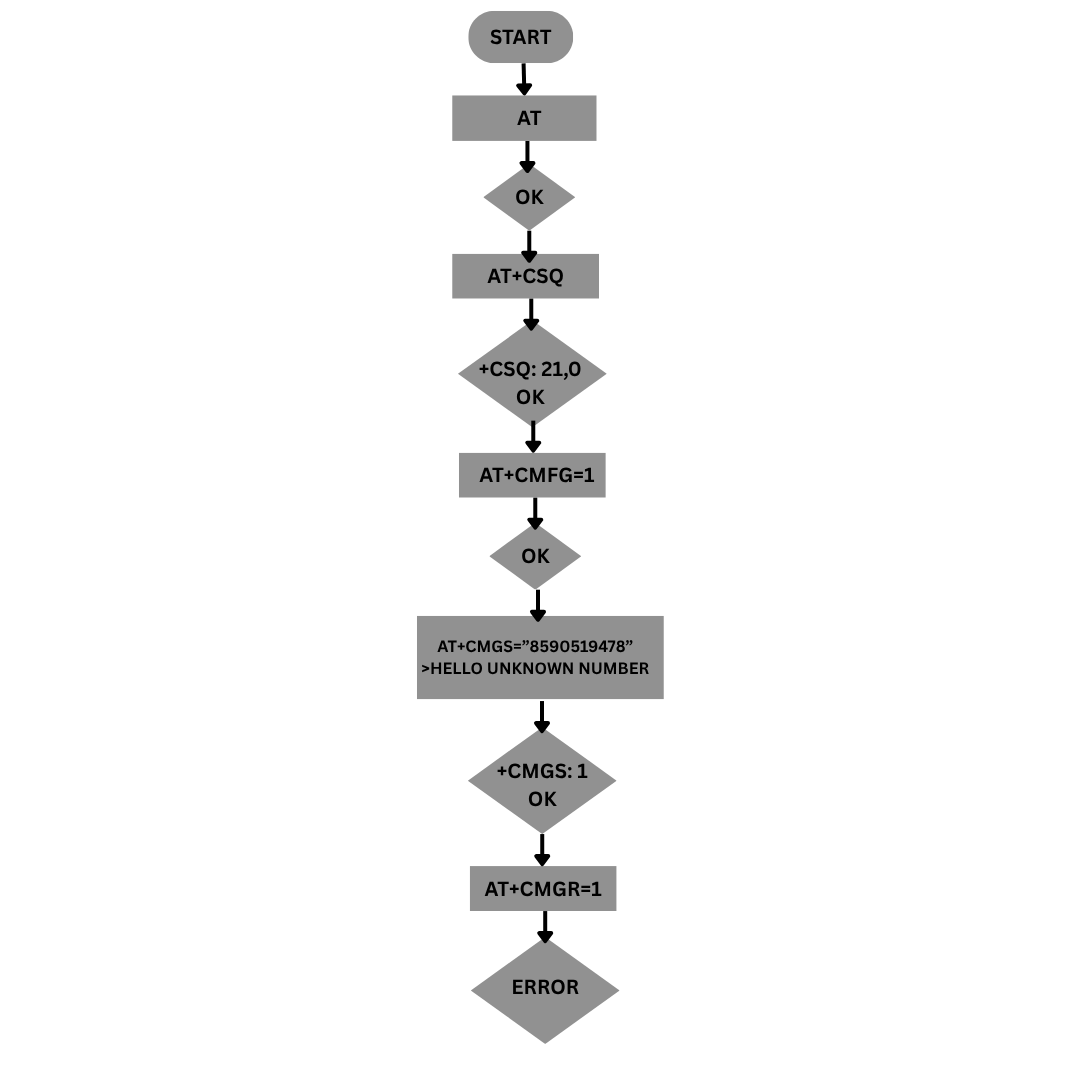 START
AT
OK
AT+CSQ
+CSQ: 21,0
OK
AT+CMFG=1
OK
AT+CMGS=”8590519478”
>HELLO UNKNOWN NUMBER
+CMGS: 1
OK
AT+CMGR=1
ERROR